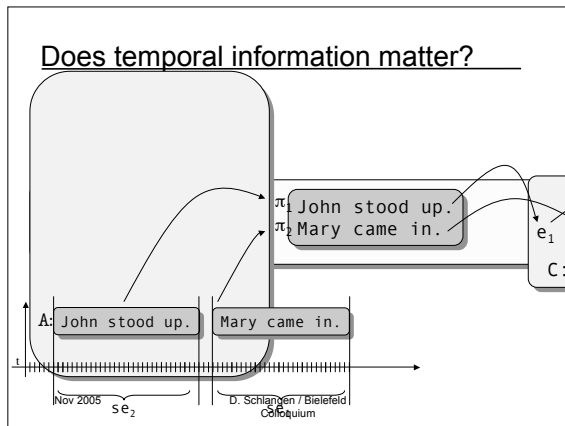 Does temporal information matter?
π1 John stood up.
π2 Mary came in.
e1
C:
A: John stood up. Mary came in.
t
Nov 2005
D. Schlangen / Bielefeld
Colloquium
se2